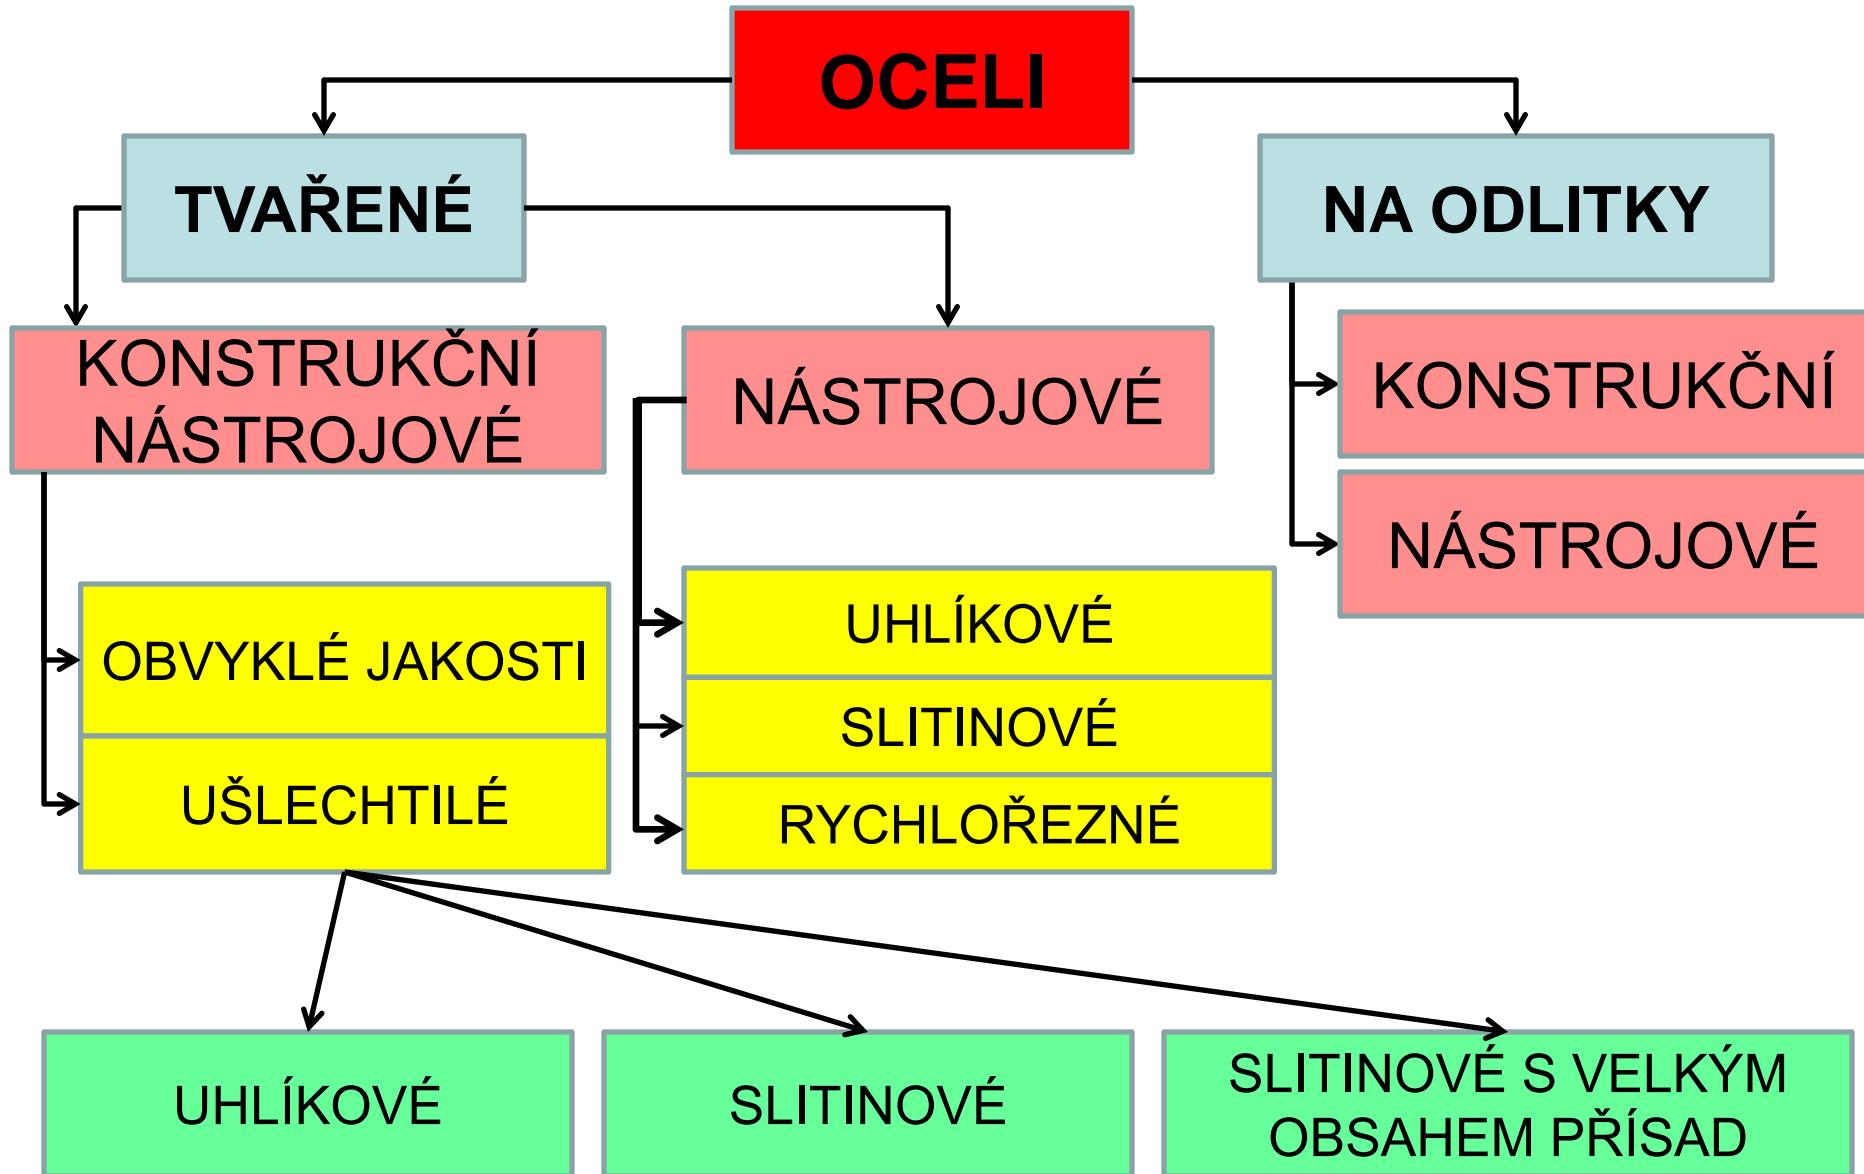 OCELI
TVAŘENÉ
NA ODLITKY
KONSTRUKČNÍ
NÁSTROJOVÉ
NÁSTROJOVÉ
KONSTRUKČNÍ
NÁSTROJOVÉ
OBVYKLÉ JAKOSTI
UŠLECHTILÉ
UHLÍKOVÉ
SLITINOVÉ
RYCHLOŘEZNÉ
UHLÍKOVÉ
SLITINOVÉ
SLITINOVÉ S VELKÝM
OBSAHEM PŘÍSAD